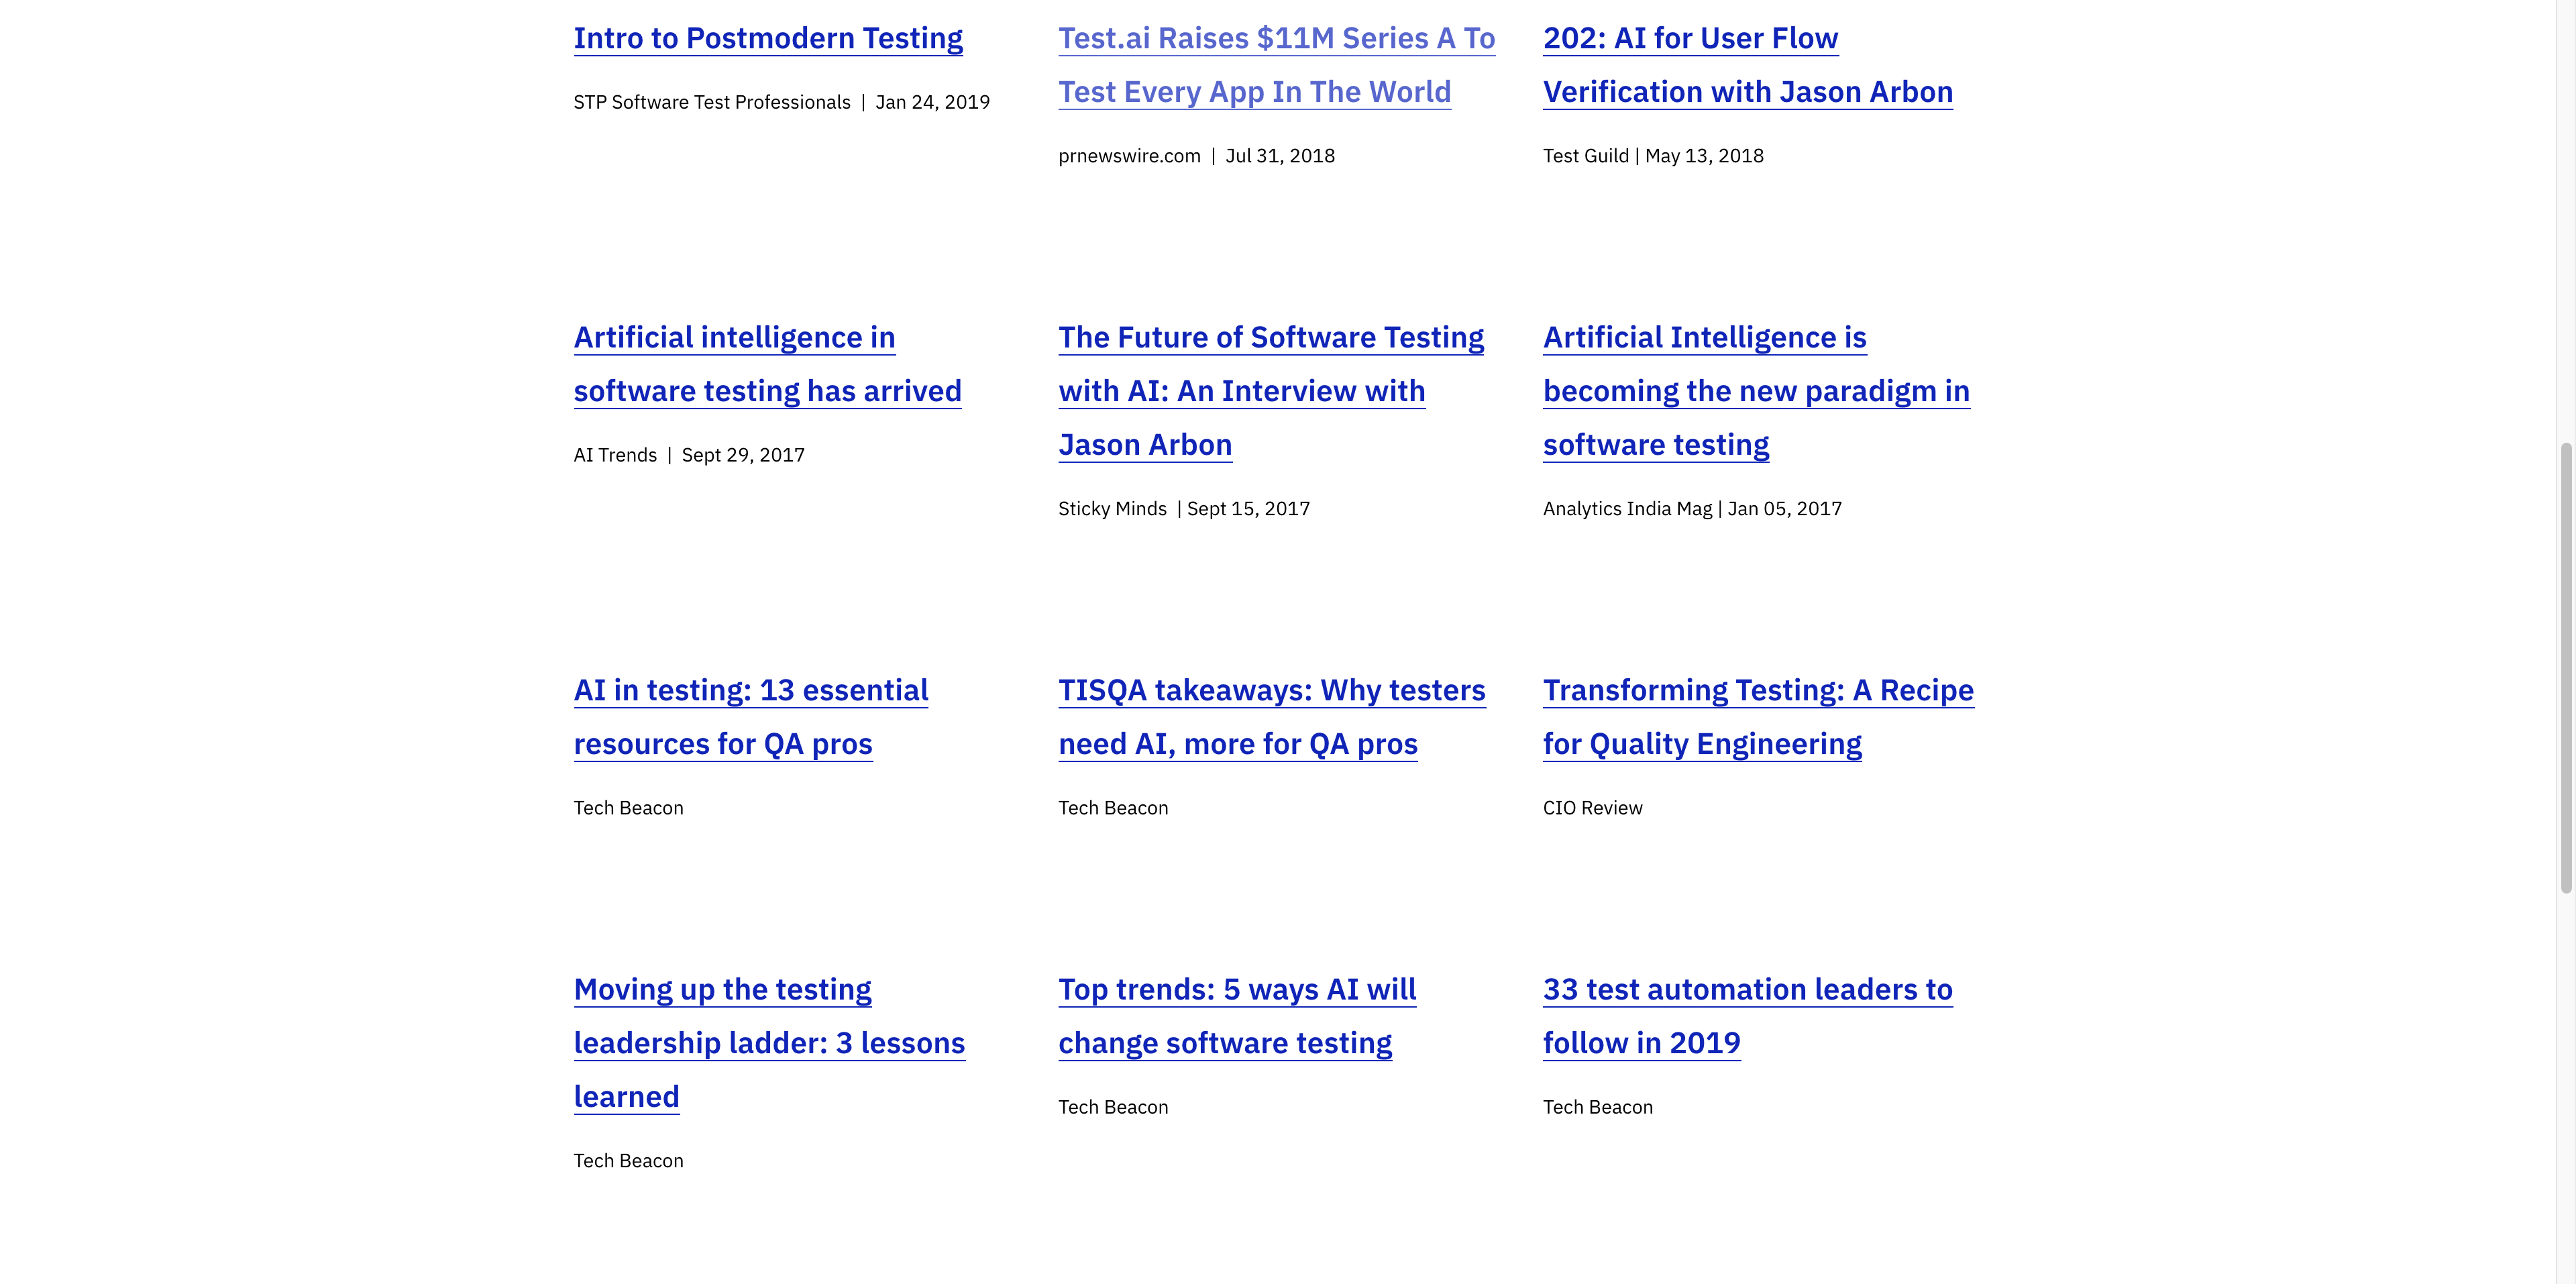 Intro to Postmodern Testing
STP Software Test Professionals | Jan 24, 2019
Test.ai Raises $11M Series A To
Test Every App In The World
prnewswire.com | Jul 31, 2018
202: AI for User Flow
Verification with Jason Arbon
Test Guild | May 13, 2018
Artificial intelligence in
software testing has arrived
AI Trends | Sept 29, 2017
The Future of Software Testing
with AI: An Interview with
Jason Arbon
Sticky Minds | Sept 15, 2017
Artificial Intelligence is
becoming the new paradigm in
software testing
Analytics India Mag | Jan 05, 2017
AI in testing: 13 essential
resources for QA pros
Tech Beacon
TISQA takeaways: Why testers
need AI, more for QA pros
Tech Beacon
Transforming Testing: A Recipe
for Quality Engineering
CIO Review
Moving up the testing
leadership ladder: 3 lessons
learned
Tech Beacon
Top trends: 5 ways AI will
change software testing
Tech Beacon
33 test automation leaders to
follow in 2019
Tech Beacon